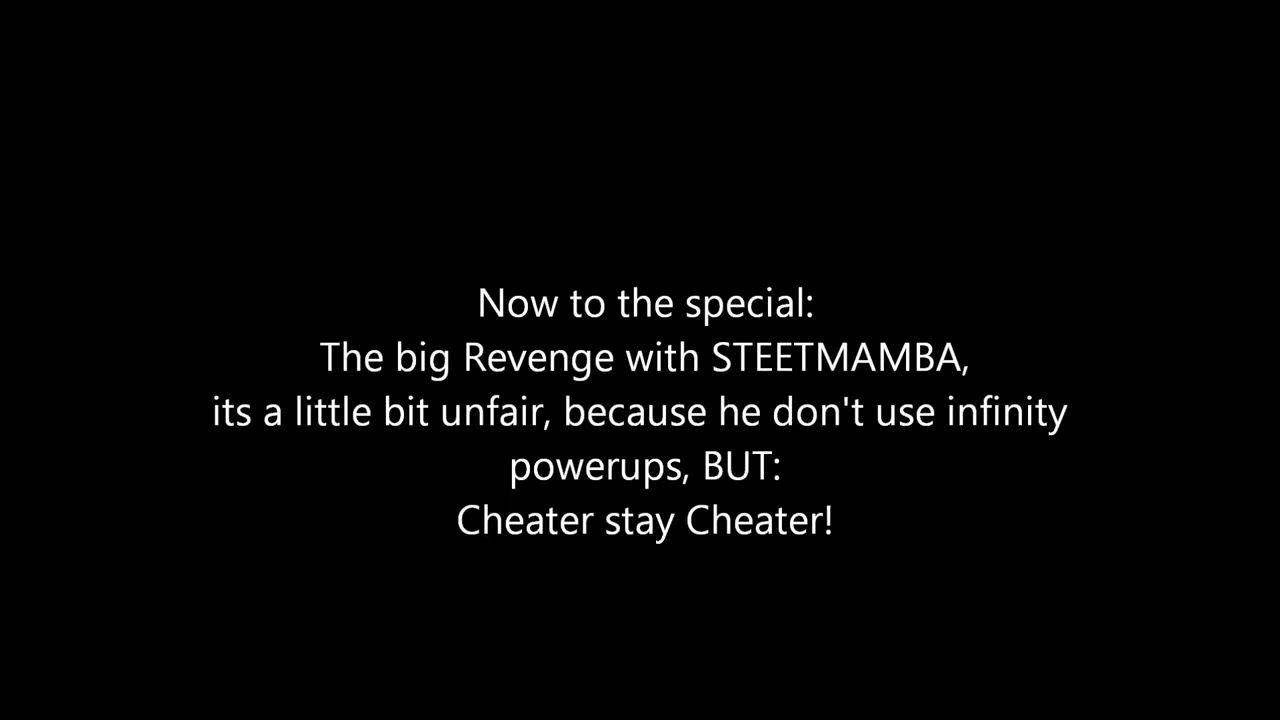 Now to the special:
The big Revenge with STEETMAMBA,
its a little bit unfair, because he don't use infinity
powerups, BUT:
Cheater stay Cheater!